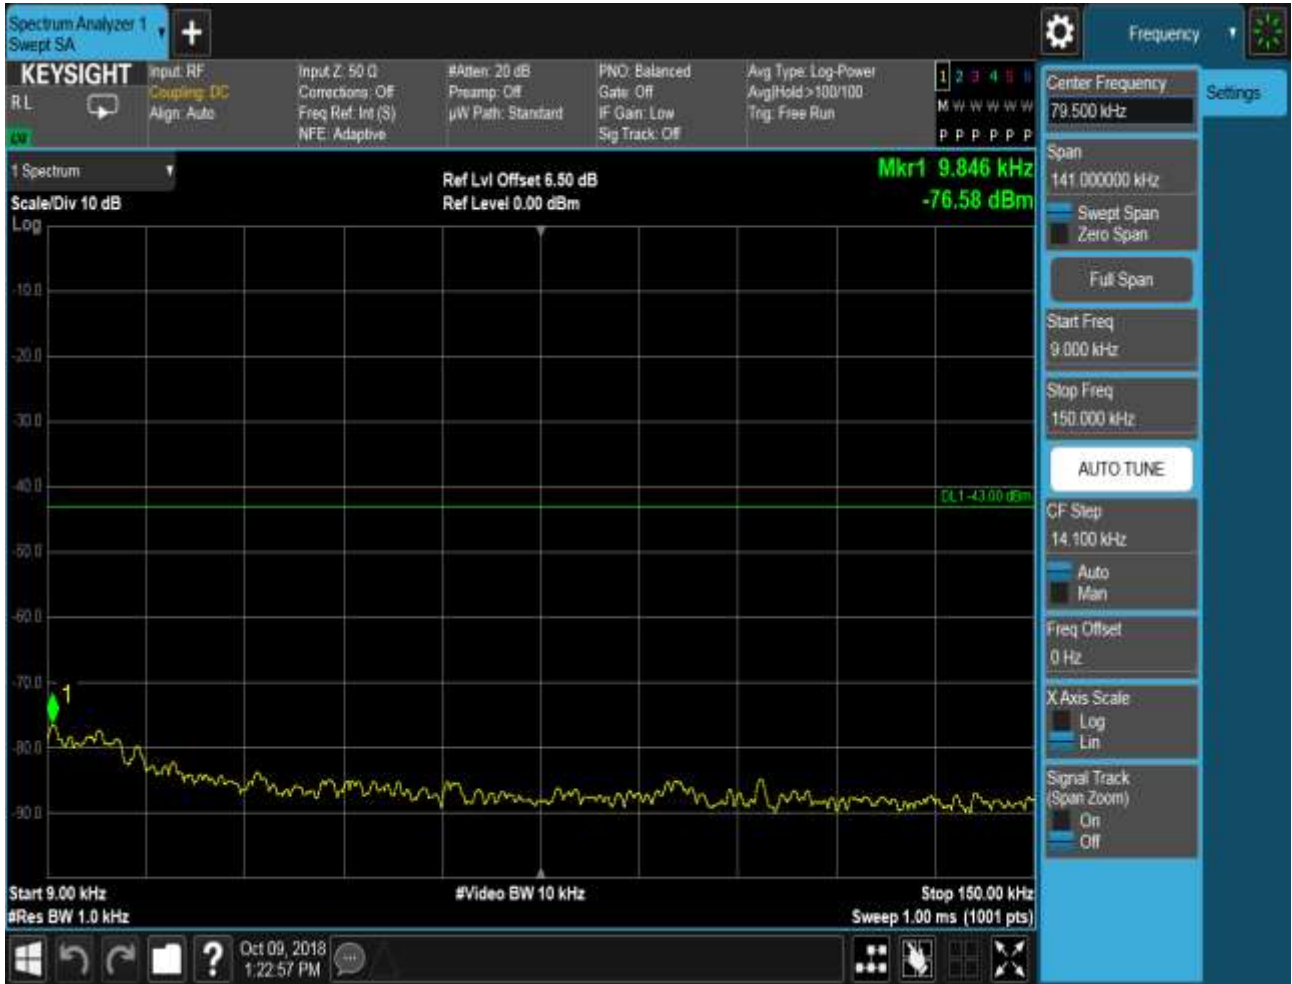 Spectrum Analyzer 1
Swept SA
+
Frequency
KEYSIGHT
RL
LW
Input: RF
Coupling: DC
Align: Auto
Input Z: 50 Ω
Corrections: Off
Freq Ref: Int (S)
NFE: Adaptive
#Atten: 20 dB
Preamp: Off
µW Path: Standard
PNO: Balanced
Gate: Off
IF Gain: Low
Sig Track: Off
Avg Type: Log-Power
Avg|Hold:>100/100
Trig: Free Run
1 2 3 4 5 6
M W W W W W
P P P P P P
1 Spectrum
Scale/Div 10 dB
Log
Ref Lvl Offset 6.50 dB
Ref Level 0.00 dBm
Mkr1 9.846 kHz
-76.58 dBm
-10.0
-20.0
-30.0
-40.0
DL1 -43.00 dBm
-50.0
-60.0
-70.0
1
-80.0
-90.0
Start 9.00 kHz
#Video BW 10 kHz
Stop 150.00 kHz
#Res BW 1.0 kHz
Sweep 1.00 ms (1001 pts)
?
Oct 09, 2018
1:22:57 PM
Center Frequency
79.500 kHz
Settings
Span
141.000000 kHz
Swept Span
Zero Span
Full Span
Start Freq
9.000 kHz
Stop Freq
150.000 kHz
AUTO TUNE
CF Step
14.100 kHz
Auto
Man
Freq Offset
0 Hz
X Axis Scale
Log
Lin
Signal Track
(Span Zoom)
On
Off